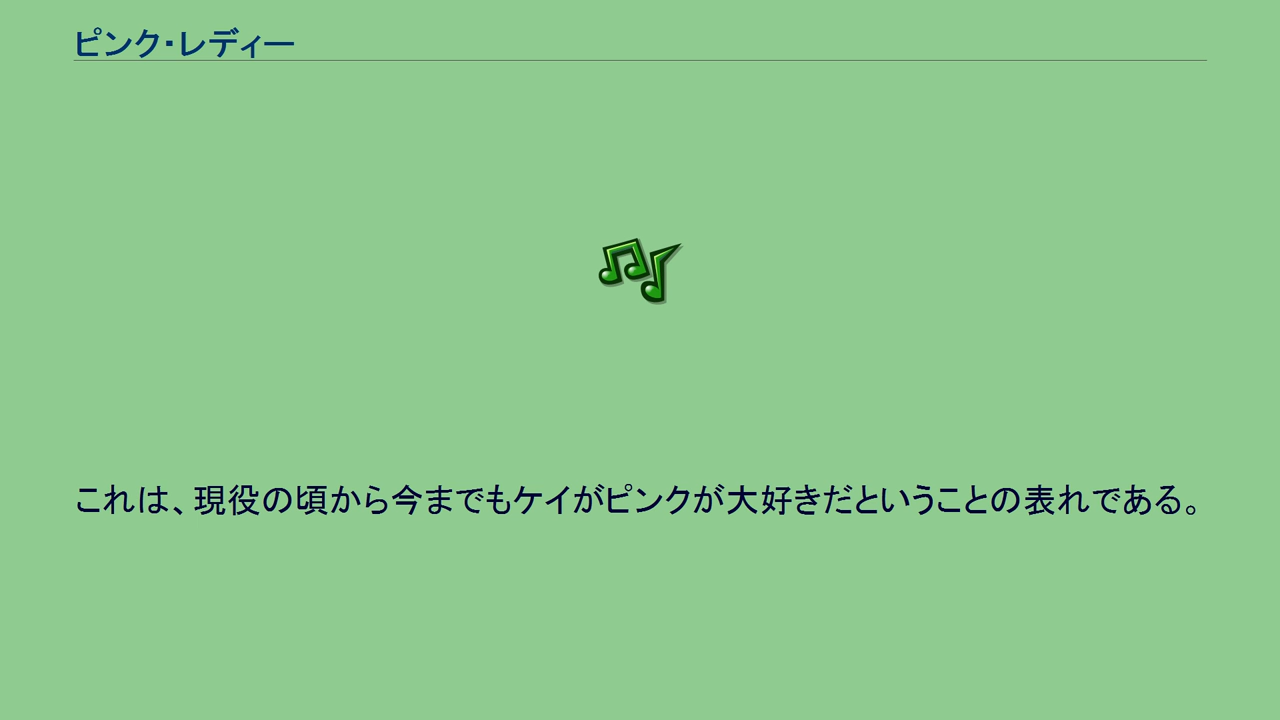 ピンク・レディー
これは、現役の頃から今までもケイがピンクが大好きだということの表れである。